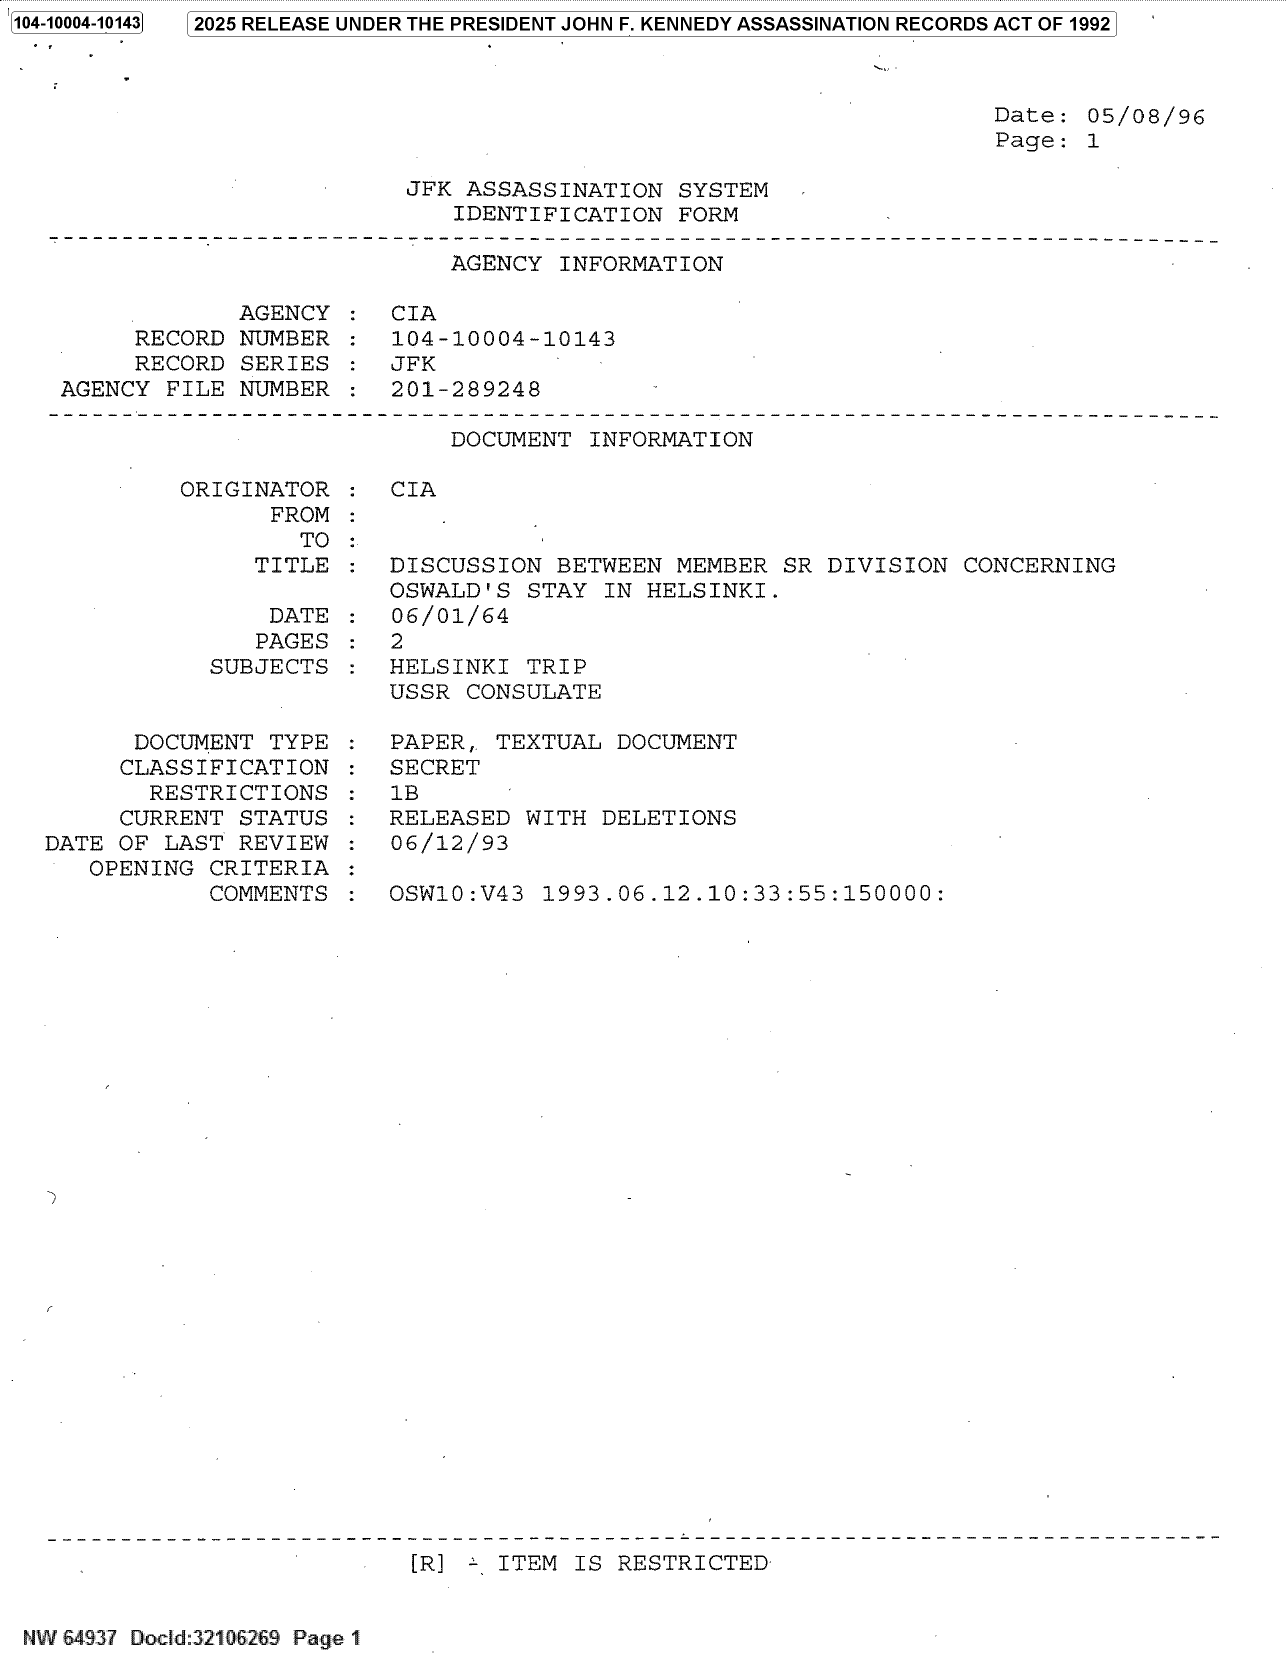 104-10004-10143 2025 RELEASE UNDER THE PRESIDENT JOHN F. KENNEDY ASSASSINATION RECORDS ACT OF 1992
Date: 05/08/96
Page: 1
JFK ASSASSINATION SYSTEM
IDENTIFICATION FORM
AGENCY INFORMATION
AGENCY : CIA
RECORD NUMBER : 104-10004-10143
RECORD SERIES : JFK
AGENCY FILE NUMBER : 201-289248
DOCUMENT INFORMATION
ORIGINATOR : CIA
FROM :
TO :
TITLE : DISCUSSION BETWEEN MEMBER SR DIVISION CONCERNING
OSWALD'S STAY IN HELSINKI.
DATE : 06/01/64
PAGES : 2
SUBJECTS : HELSINKI TRIP
USSR CONSULATE
DOCUMENT TYPE : PAPER, TEXTUAL DOCUMENT
CLASSIFICATION : SECRET
RESTRICTIONS : 1B
CURRENT STATUS : RELEASED WITH DELETIONS
DATE OF LAST REVIEW : 06/12/93
OPENING CRITERIA :
COMMENTS : OSW10:V43 1993.06.12.10:33:55:150000:
[R] - ITEM IS RESTRICTED
NW 64937 DocId:32106269 Page 1